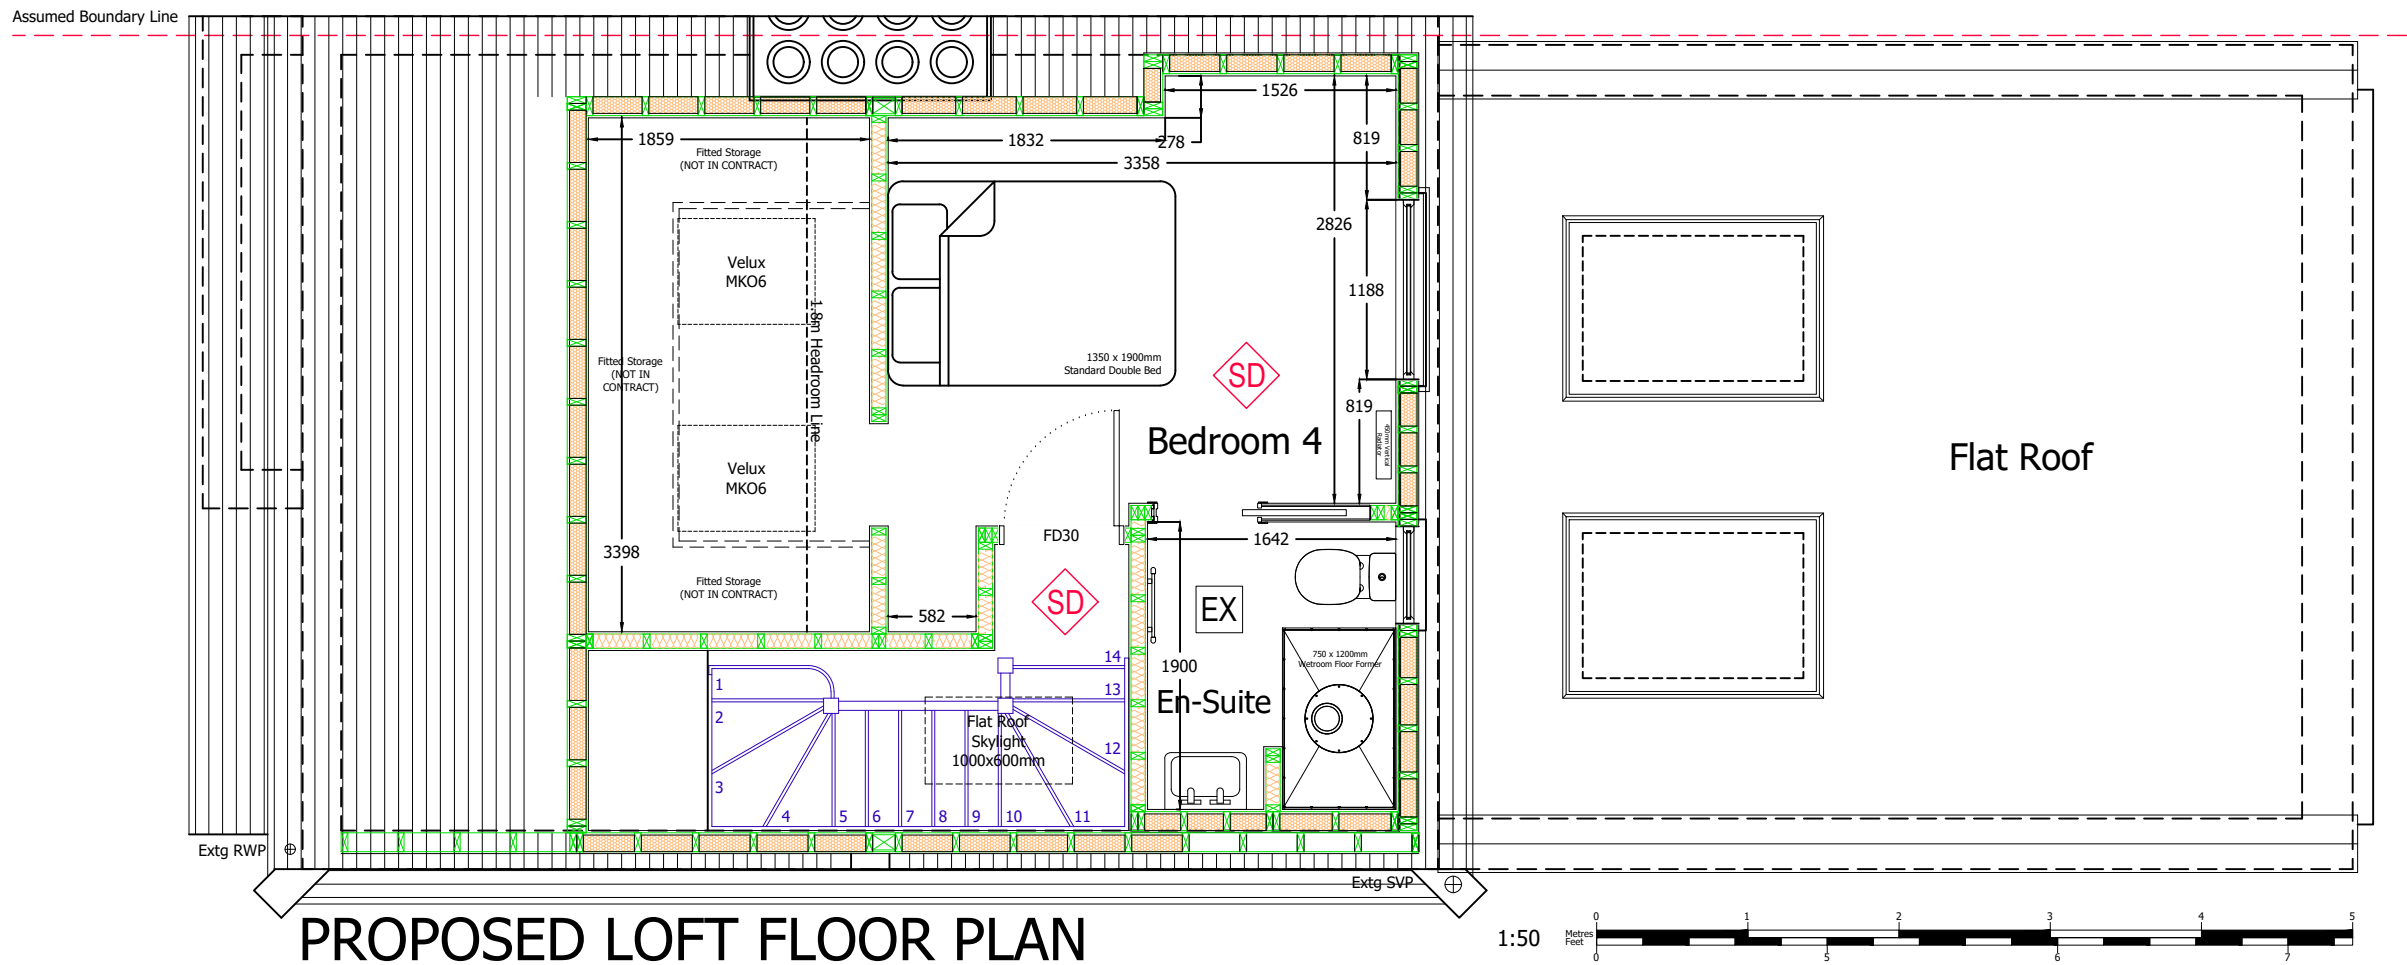 Assumed Boundary Line
1526
1859
1832
278
819
Fitted Storage
(NOT IN CONTRACT)
3358
2826
Velux
MKO6
1188
1.8m Headroom Line
Fitted Storage
(NOT IN
CONTRACT)
1350 x 1900mm
Standard Double Bed
SD
819
450mm Vertical
Radiator
Bedroom 4
Flat Roof
Velux
MKO6
FD30
1642
3398
Fitted Storage
(NOT IN CONTRACT)
SD
EX
582
1900
750 x 1200mm
Wetroom Floor Former
En-Suite
14
13
1
2
Flat Roof
Skylight
1000x600mm
12
3
4
5
6
7
8
9
10
11
Extg RWP
Extg SVP
PROPOSED LOFT FLOOR PLAN
1:50
Metres
Feet
0
1
2
3
4
5
0
5
6
7